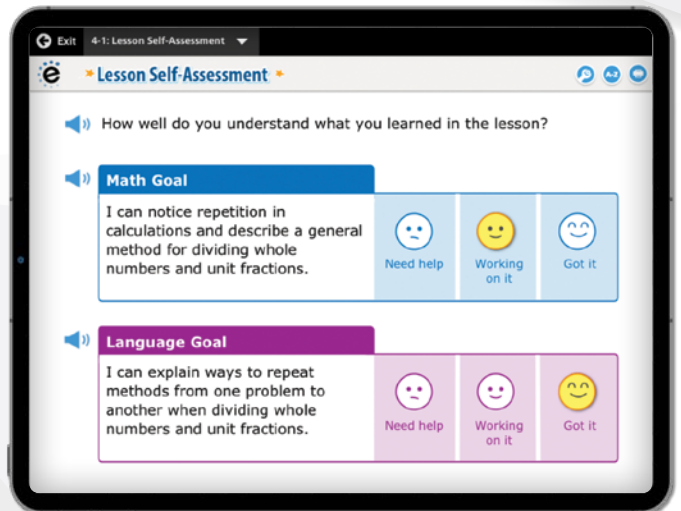 Exit 4-1: Lesson Self-Assessment
e Lesson Self-Assessment A-Z
How well do you understand what you learned in the lesson?
Math Goal
I can notice repetition in
calculations and describe a general
method for dividing whole
numbers and unit fractions.
Need help Working Got it
on it
Language Goal
I can explain ways to repeat
methods from one problem to
another when dividing whole
numbers and unit fractions.
Need help Working Got it
on it